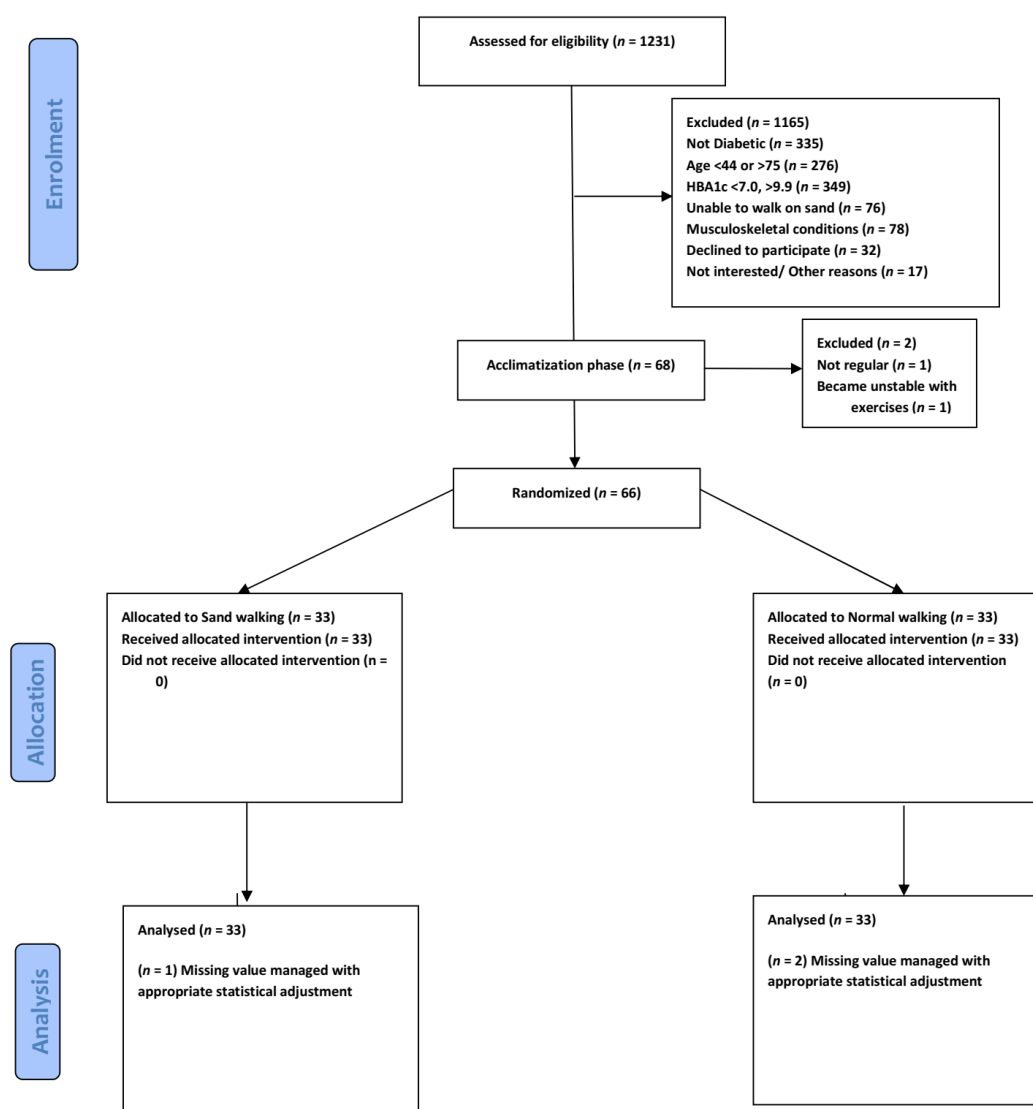 Enrolment
Assessed for eligibility (n = 1231)
Excluded (n = 1165)
Not Diabetic (n = 335)
Age <44 or >75 (n = 276)
HBA1c <7.0, >9.9 (n = 349)
Unable to walk on sand (n = 76)
Musculoskeletal conditions (n = 78)
Declined to participate (n = 32)
Not interested/ Other reasons (n = 17)
Acclimatization phase (n = 68)
Excluded (n = 2)
Not regular (n = 1)
Became unstable with
exercises (n = 1)
Randomized (n = 66)
Allocation
Allocated to Sand walking (n = 33)
Received allocated intervention (n = 33)
Did not receive allocated intervention (n =
0)
Allocated to Normal walking (n = 33)
Received allocated intervention (n = 33)
Did not receive allocated intervention
(n = 0)
Analysis
Analysed (n = 33)
(n = 1) Missing value managed with
appropriate statistical adjustment
Analysed (n = 33)
(n = 2) Missing value managed with
appropriate statistical adjustment